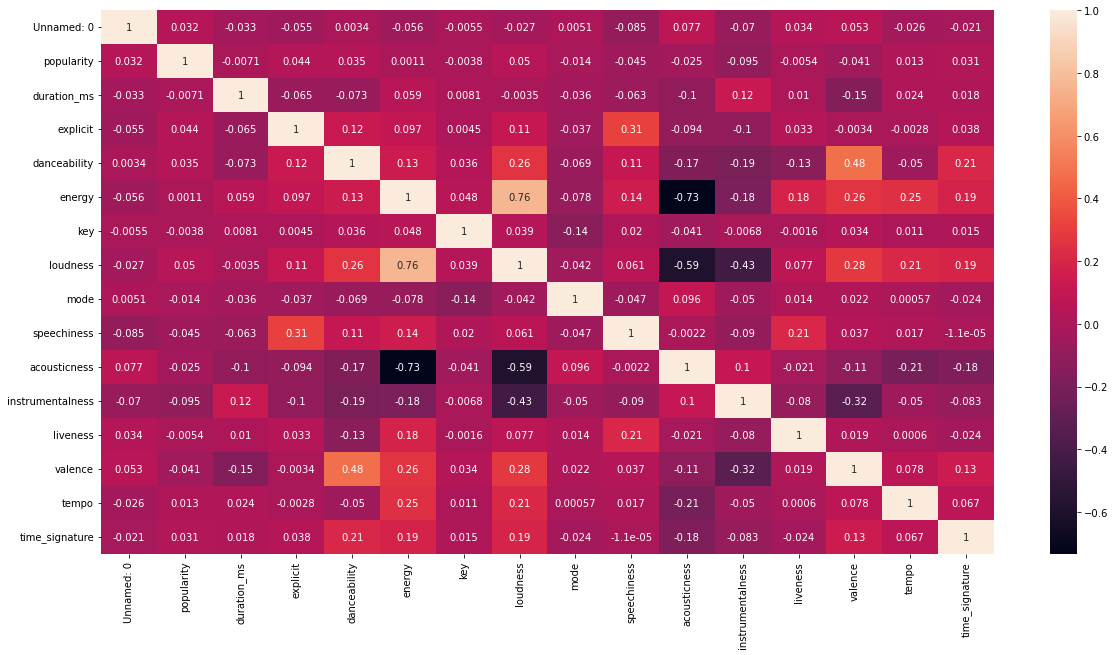 Unnamed: 0 1 0.032 -0.033 -0.055 0.0034 -0.056 -0.0055 -0.027 0.0051 -0.085 0.077 -0.07 0.034 0.053 -0.026 -0.021
popularity 0.032 1 -0.0071 0.044 0.035 0.0011 -0.0038 0.05 -0.014 -0.045 -0.025 -0.095 -0.0054 -0.041 0.013 0.031
duration_ms -0.033 -0.0071 1 -0.065 -0.073 0.059 0.0081 -0.0035 -0.036 -0.063 -0.1 0.12 0.01 -0.15 0.024 0.018
explicit -0.055 0.044 -0.065 1 0.12 0.097 0.0045 0.11 -0.037 0.31 -0.094 -0.1 0.033 -0.0034 -0.0028 0.038
danceability 0.0034 0.035 -0.073 0.12 1 0.13 0.036 0.26 -0.069 0.11 -0.17 -0.19 -0.13 0.48 -0.05 0.21
energy -0.056 0.0011 0.059 0.097 0.13 1 0.048 0.76 -0.078 0.14 -0.73 -0.18 0.18 0.26 0.25 0.19
key -0.0055 -0.0038 0.0081 0.0045 0.036 0.048 1 0.039 -0.14 0.02 -0.041 -0.0068 -0.0016 0.034 0.011 0.015
loudness -0.027 0.05 -0.0035 0.11 0.26 0.76 0.039 1 -0.042 0.061 -0.59 -0.43 0.077 0.28 0.21 0.19
mode 0.0051 -0.014 -0.036 -0.037 -0.069 -0.078 -0.14 -0.042 1 -0.047 0.096 -0.05 0.014 0.022 0.00057 -0.024
speechiness -0.085 -0.045 -0.063 0.31 0.11 0.14 0.02 0.061 -0.047 1 -0.0022 -0.09 0.21 0.037 0.017 -1.1e-05
acousticness 0.077 -0.025 -0.1 -0.094 -0.17 -0.73 -0.041 -0.59 0.096 -0.0022 1 0.1 -0.021 -0.11 -0.21 -0.18
instrumentalness -0.07 -0.095 0.12 -0.1 -0.19 -0.18 -0.0068 -0.43 -0.05 -0.09 0.1 1 -0.08 -0.32 -0.05 -0.083
liveness 0.034 -0.0054 0.01 0.033 -0.13 0.18 -0.0016 0.077 0.014 0.21 -0.021 -0.08 1 0.019 0.0006 -0.024
valence 0.053 -0.041 -0.15 -0.0034 0.48 0.26 0.034 0.28 0.022 0.037 -0.11 -0.32 0.019 1 0.078 0.13
tempo -0.026 0.013 0.024 -0.0028 -0.05 0.25 0.011 0.21 0.00057 0.017 -0.21 -0.05 0.0006 0.078 1 0.067
time_signature -0.021 0.031 0.018 0.038 0.21 0.19 0.015 0.19 -0.024 -1.1e-05 -0.18 -0.083 -0.024 0.13 0.067 1
Unnamed: 0
popularity
duration_ms
explicit
danceability
energy
key
loudness
mode
speechiness
acousticness
instrumentalness
liveness
valence
tempo
time_signature
1.0
0.8
0.6
0.4
0.2
0.0
−0.2
−0.4
−0.6